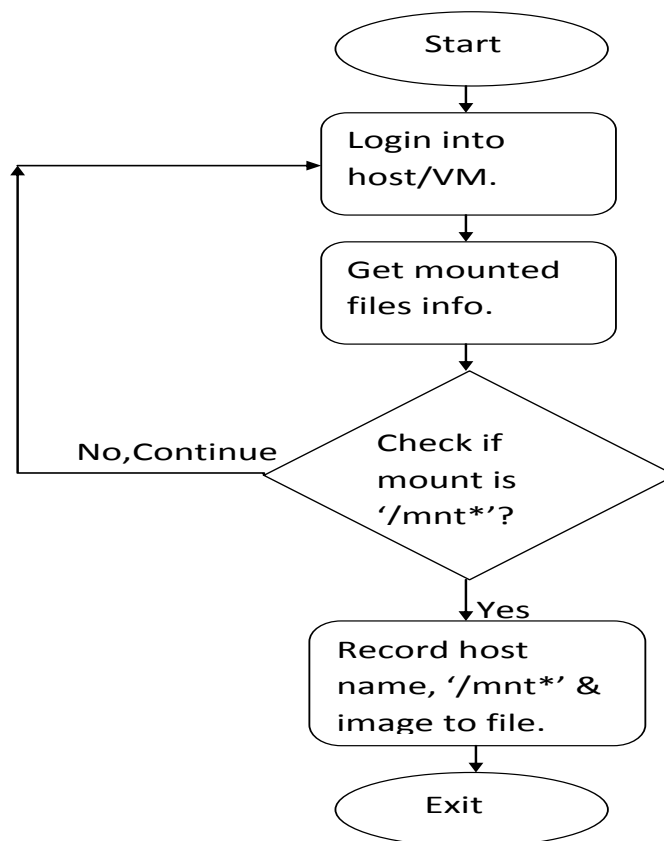 Start
Login into
host/VM.
Get mounted
files info.
No,Continue
Check if
mount is
‘/mnt*’?
Yes
Record host
name, ‘/mnt*’ &
image to file.
Exit